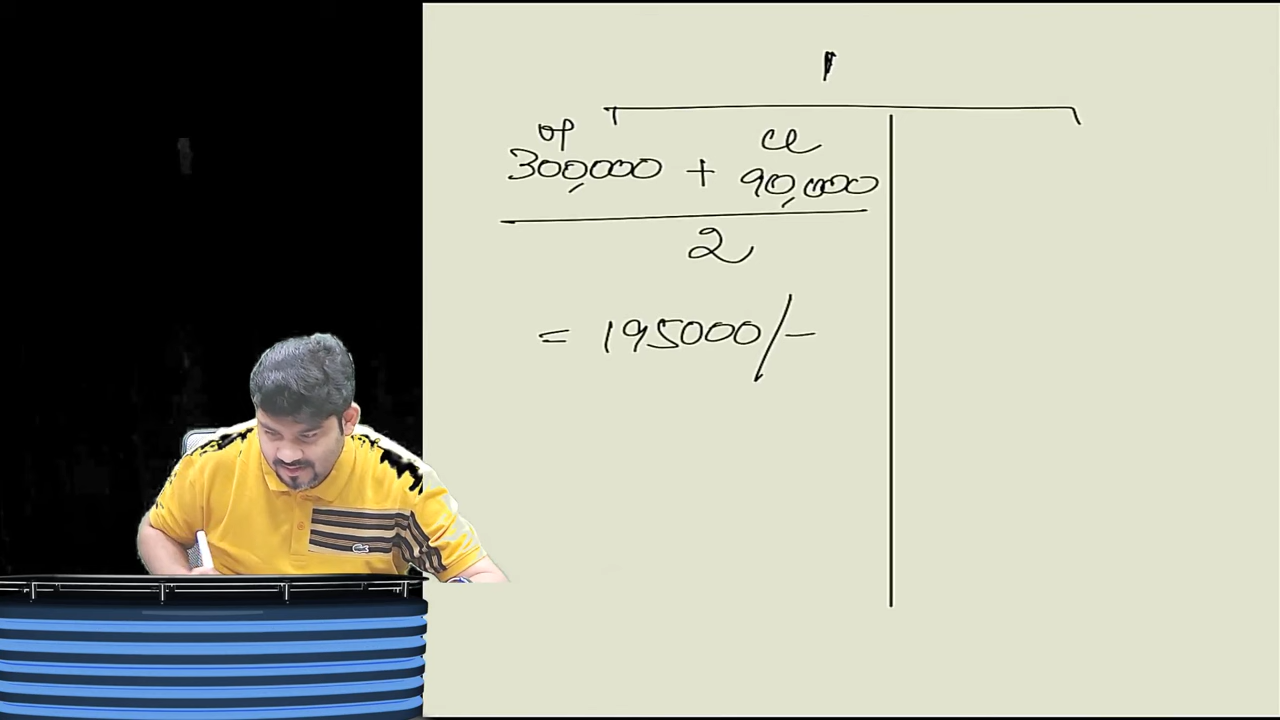 op cl
300,000 + 90,000
2
= 195000/-